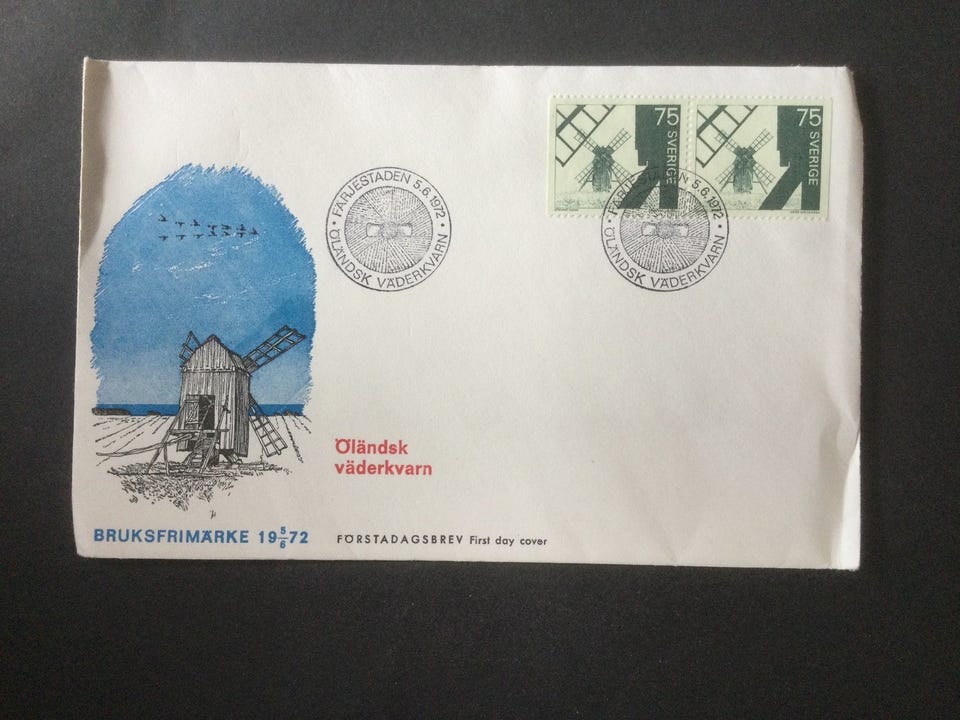 75 SVERIGE
75 SVERIGE
FÄRJESTADEN 5.6.1972 · ÖLÄNDSK VÄDERKVARN ·
FÄRJESTADEN 5.6.1972 · ÖLÄNDSK VÄDERKVARN ·
Öländsk
väderkvarn
BRUKSFRIMÄRKE 19 5/6 72
FÖRSTADAGSBREV First day cover